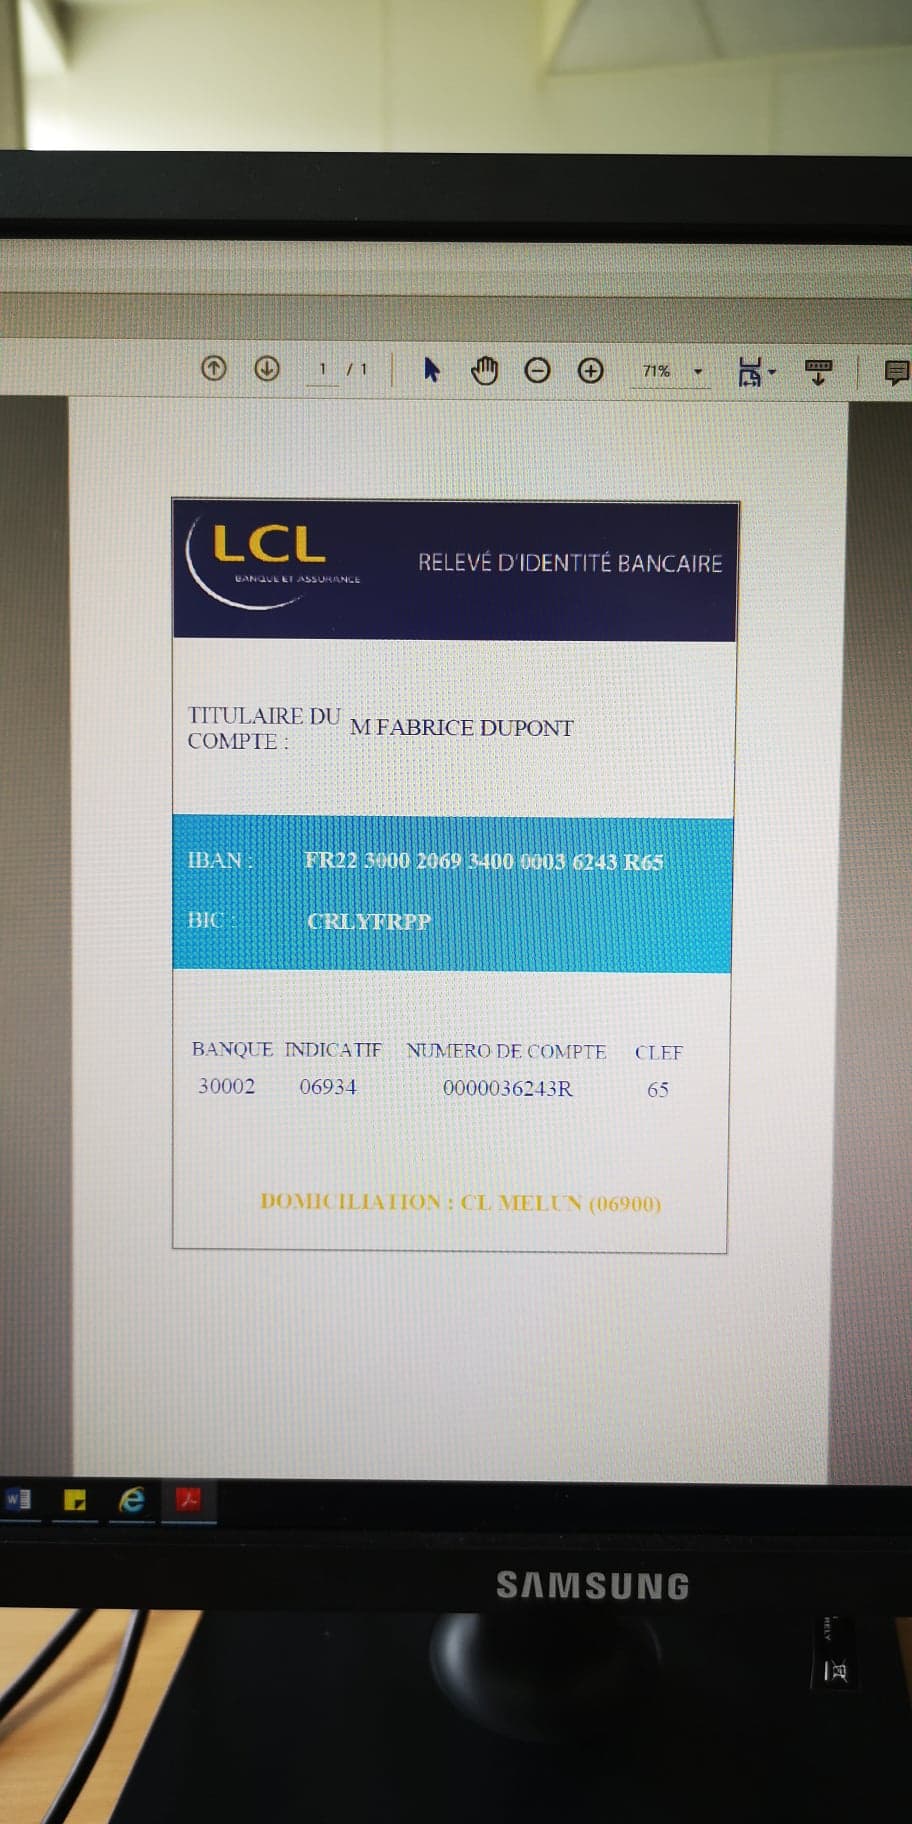 1 / 1
71%
LCL
BANQUE ET ASSURANCE
RELEVÉ D'IDENTITÉ BANCAIRE
TITULAIRE DU
COMPTE :
M FABRICE DUPONT
IBAN : FR22 3000 2069 3400 0003 6243 R65
BIC : CRLYFRPP
BANQUE INDICATIF NUMERO DE COMPTE CLEF
30002 06934 0000036243R 65
DOMICILIATION : CL MELUN (06900)
SAMSUNG